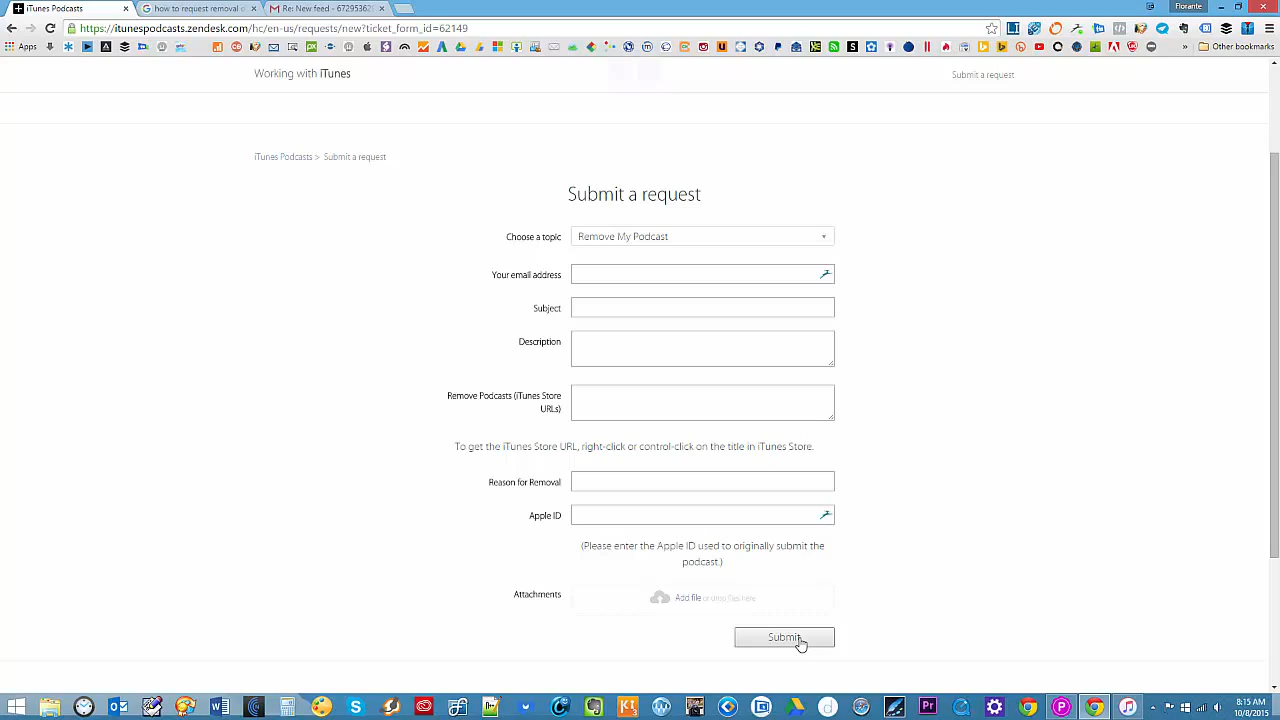 iTunes Podcasts
how to request removal o
Re: New feed - 67295362
Florante
https://itunespodcasts.zendesk.com/hc/en-us/requests/new?ticket_form_id=62149
Apps
Other bookmarks
Working with iTunes
Submit a request
iTunes Podcasts > Submit a request
Submit a request
Choose a topic
Remove My Podcast
Your email address
Subject
Description
Remove Podcasts (iTunes Store
URLs)
To get the iTunes Store URL, right-click or control-click on the title in iTunes Store.
Reason for Removal
Apple ID
(Please enter the Apple ID used to originally submit the
podcast.)
Attachments
Add file or drop files here
Submit
8:15 AM
10/8/2015